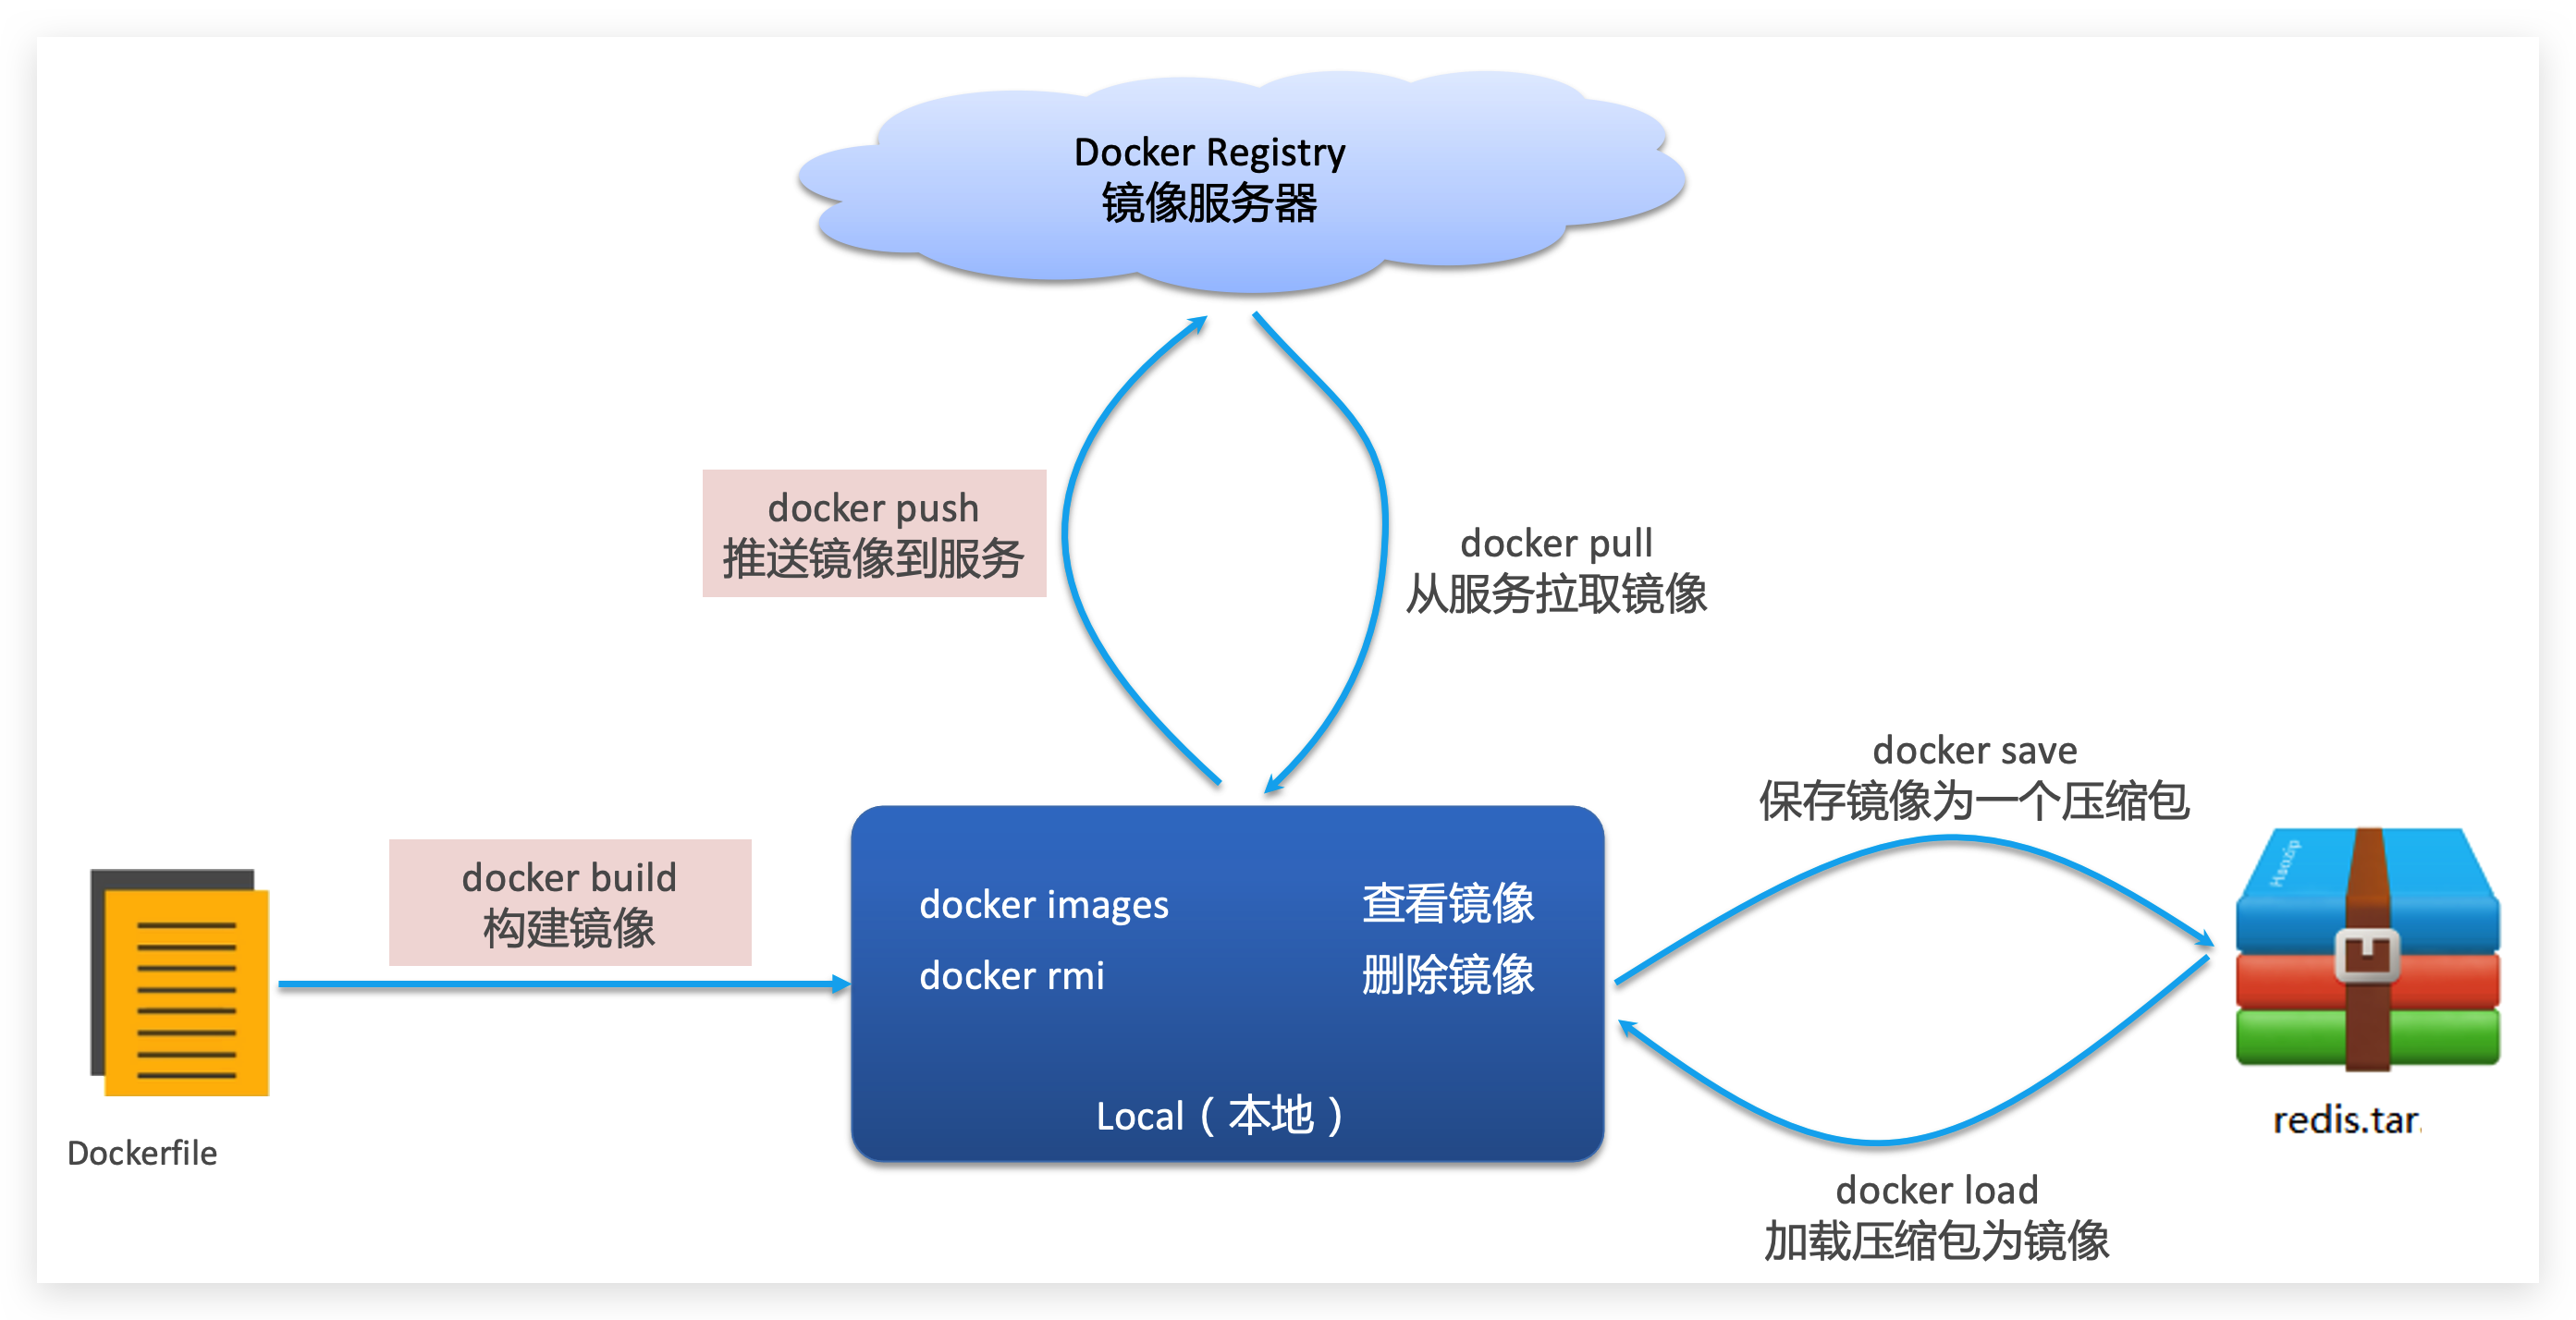 Docker Registry
镜像服务器
docker push
推送镜像到服务
docker pull
从服务拉取镜像
docker save
保存镜像为一个压缩包
docker build
构建镜像
docker images 查看镜像
docker rmi 删除镜像
Local（本地）
Dockerfile
Hsozip
redis.tar.
docker load
加载压缩包为镜像